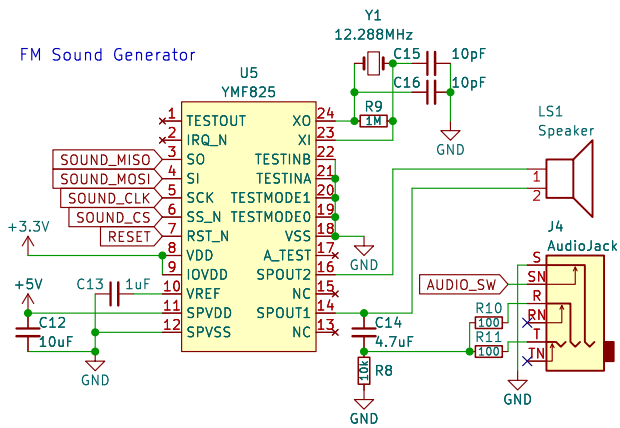 FM Sound Generator
Y1
12.288MHz
C15
10pF
C16
10pF
R9
1M
U5
YMF825
1 TESTOUT
2 IRQ_N
3 SO
4 SI
5 SCK
6 SS_N
7 RST_N
8 VDD
9 IOVDD
10 VREF
11 SPVDD
12 SPVSS
24 XO
23 XI
22 TESTINB
21 TESTINA
20 TESTMODE1
19 TESTMODE0
18 VSS
17 A_TEST
16 SPOUT2
15 NC
14 SPOUT1
13 NC
SOUND_MISO
SOUND_MOSI
SOUND_CLK
SOUND_CS
RESET
+3.3V
+5V
C13
1uF
C12
10uF
GND
GND
GND
LS1
Speaker
1
2
J4
AudioJack
S
SN
R
RN
T
TN
AUDIO_SW
R10
100
R11
100
C14
4.7uF
10k
R8
GND
GND